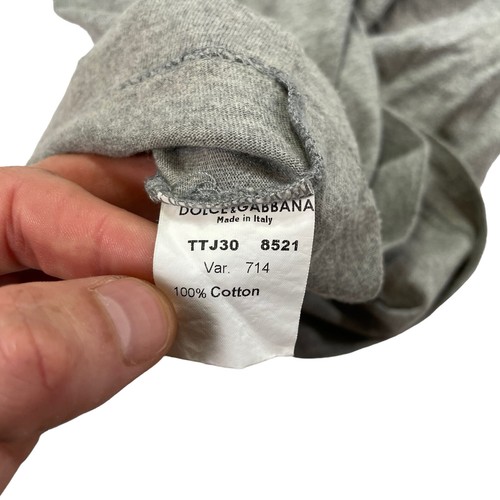 DOLCE&GABBANA
Made in Italy
TTJ30 8521
Var. 714
100% Cotton